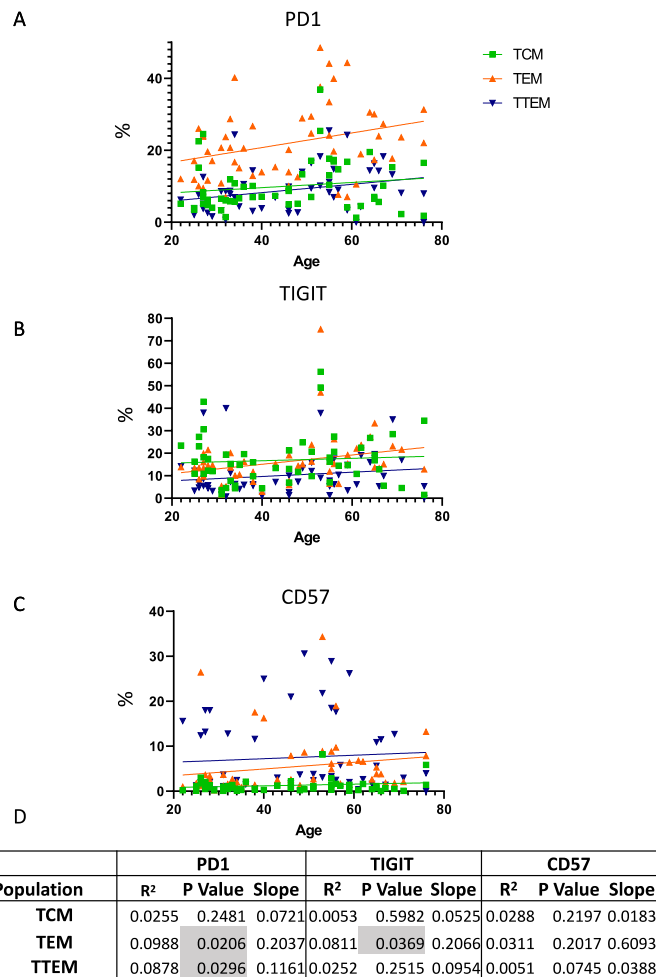 A
PD1
40
20
0
%
20 40 60 80
Age
TCM
TEM
TTEM
TIGIT
B
80
70
60
50
40
30
20
10
0
%
20 40 60 80
Age
C
CD57
40
30
20
10
0
%
20 40 60 80
Age
D
PD1 TIGIT CD57
Population R² P Value Slope R² P Value Slope R² P Value Slope
TCM 0.0255 0.2481 0.0721 0.0053 0.5982 0.0525 0.0288 0.2197 0.0183
TEM 0.0988 0.0206 0.2037 0.0811 0.0369 0.2066 0.0311 0.2017 0.6093
TTEM 0.0878 0.0296 0.1161 0.0252 0.2515 0.0954 0.0051 0.0745 0.0388